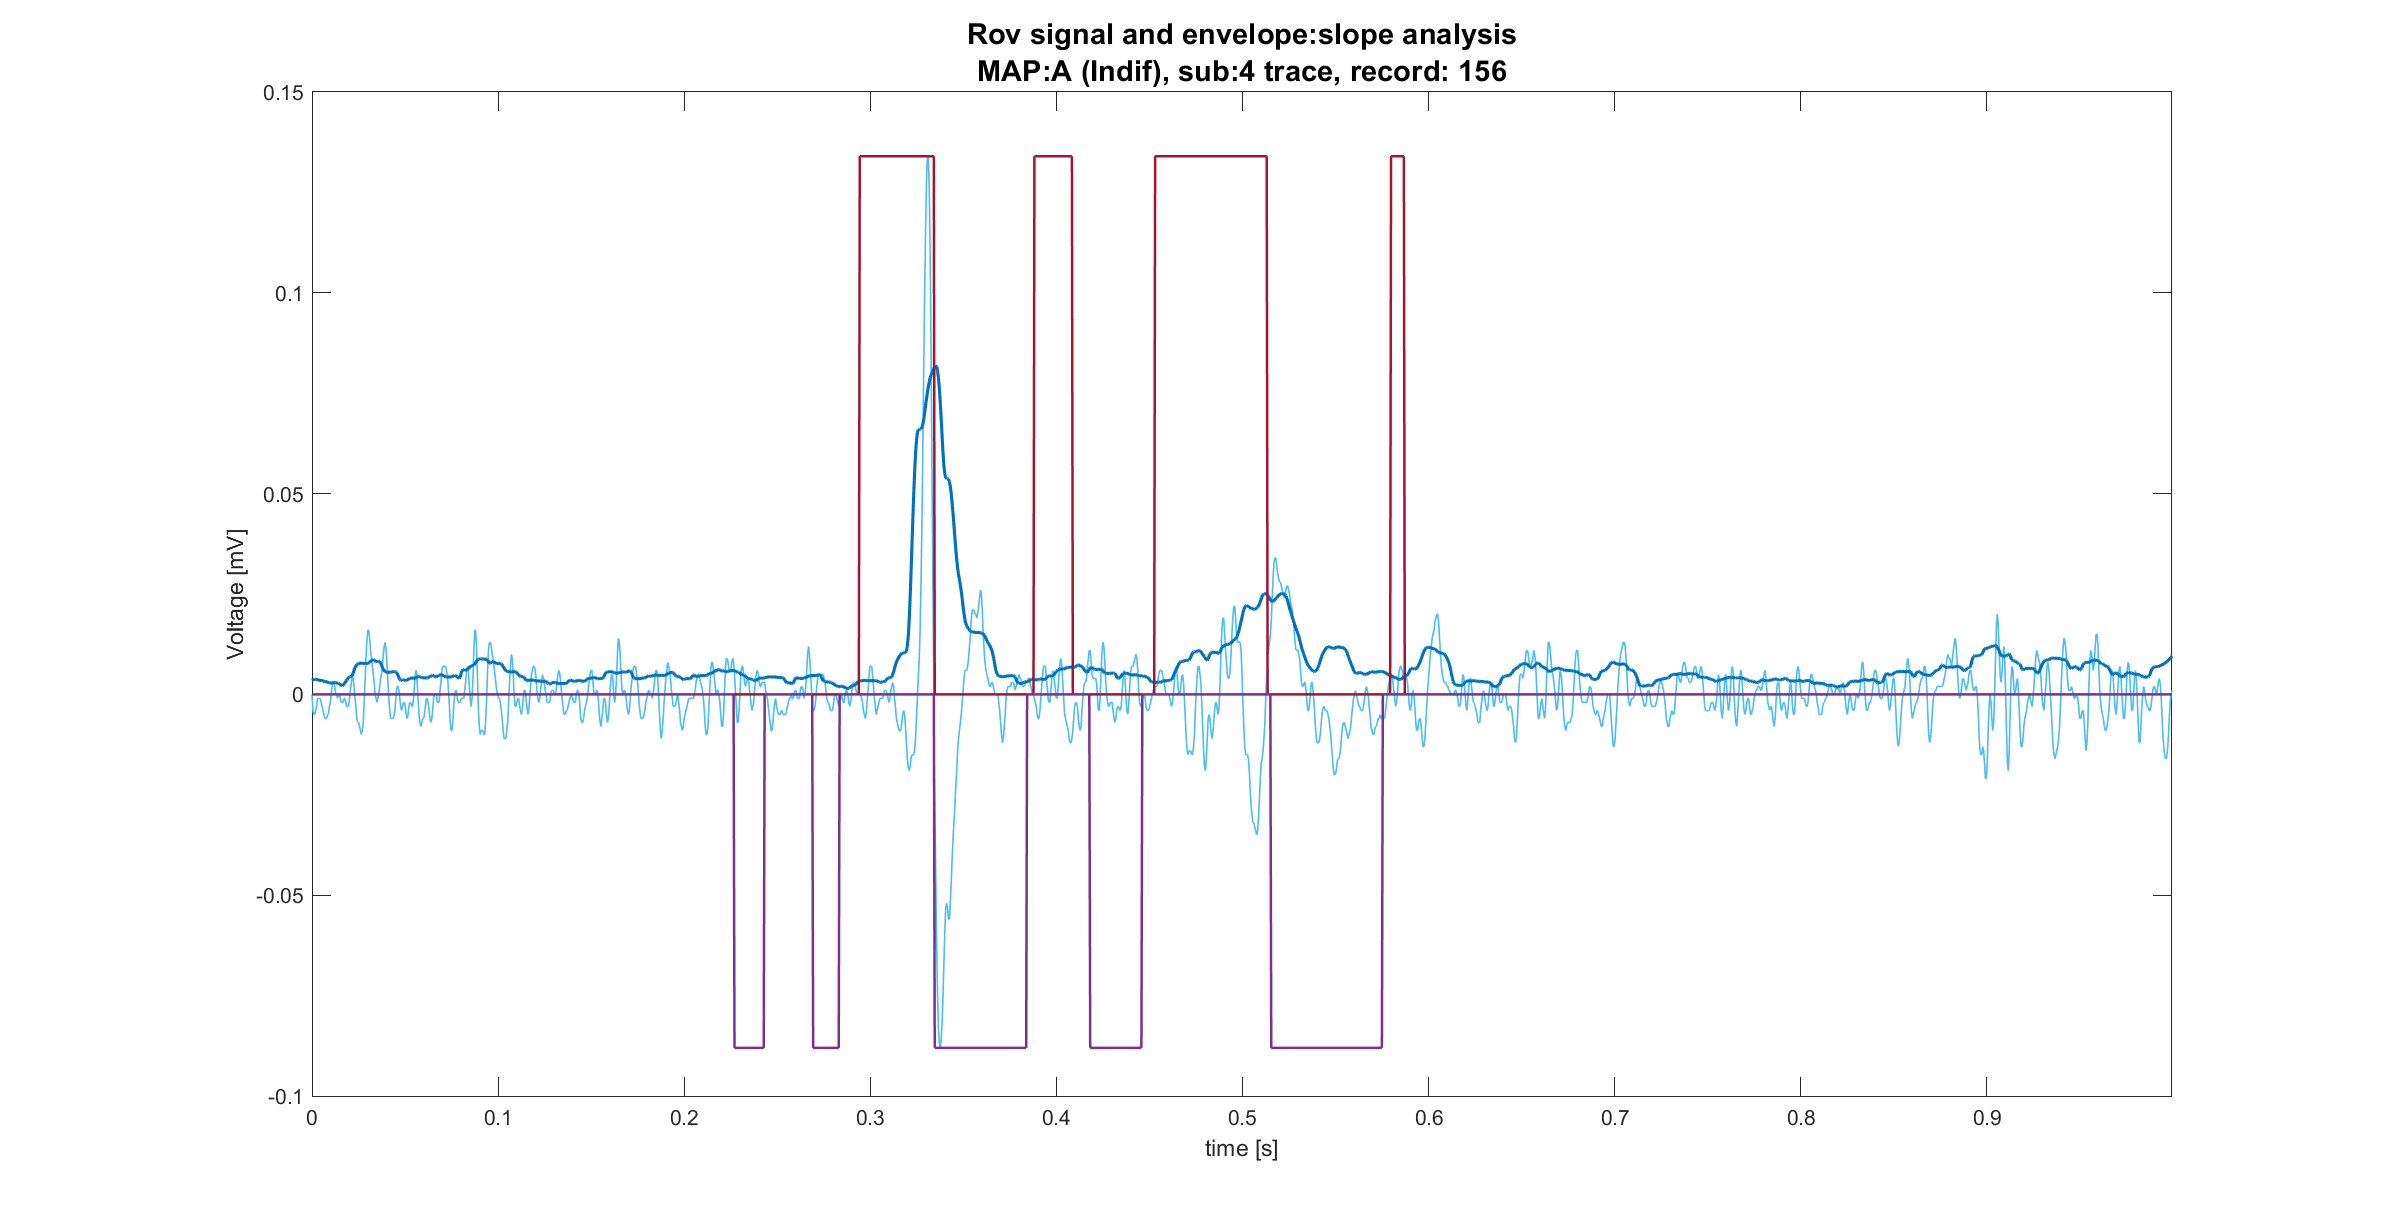 Rov signal and envelope:slope analysis
MAP:A (Indif), sub:4 trace, record: 156
0.15
0.1
0.05
0
-0.05
-0.1
Voltage [mV]
0 0.1 0.2 0.3 0.4 0.5 0.6 0.7 0.8 0.9
time [s]